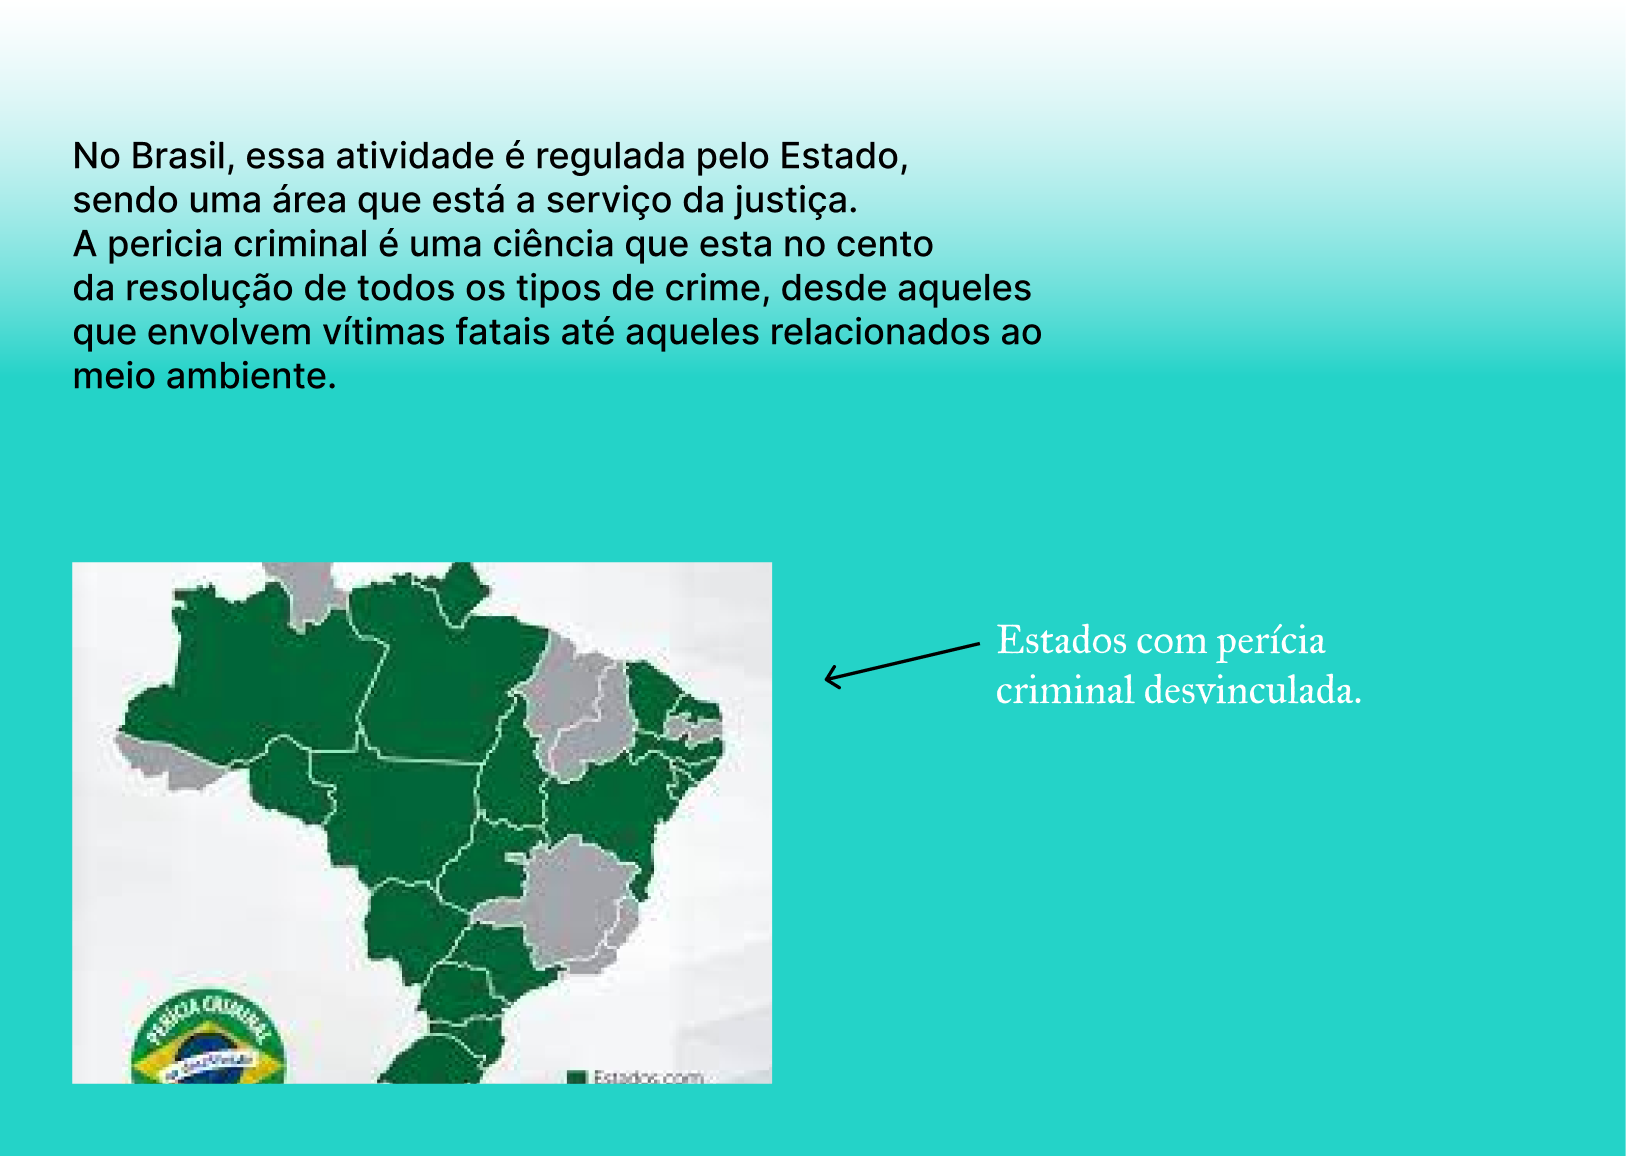 No Brasil, essa atividade é regulada pelo Estado,
sendo uma área que está a serviço da justiça.
A pericia criminal é uma ciência que esta no cento
da resolução de todos os tipos de crime, desde aqueles
que envolvem vítimas fatais até aqueles relacionados ao
meio ambiente.
Estados com perícia
criminal desvinculada.
PERÍCIA CRIMINAL
Estados com